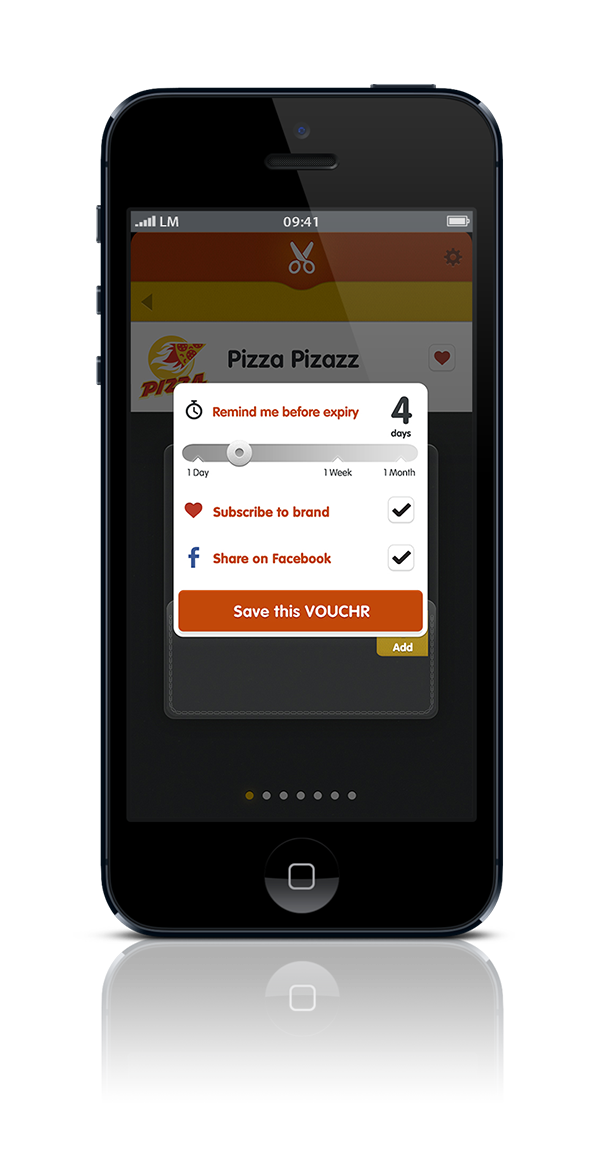 LM
09:41
Pizza Pizazz
PIZZA
Remind me before expiry
4
days
1 Day
1 Week
1 Month
Subscribe to brand
f
Share on Facebook
Save this VOUCHR
Add